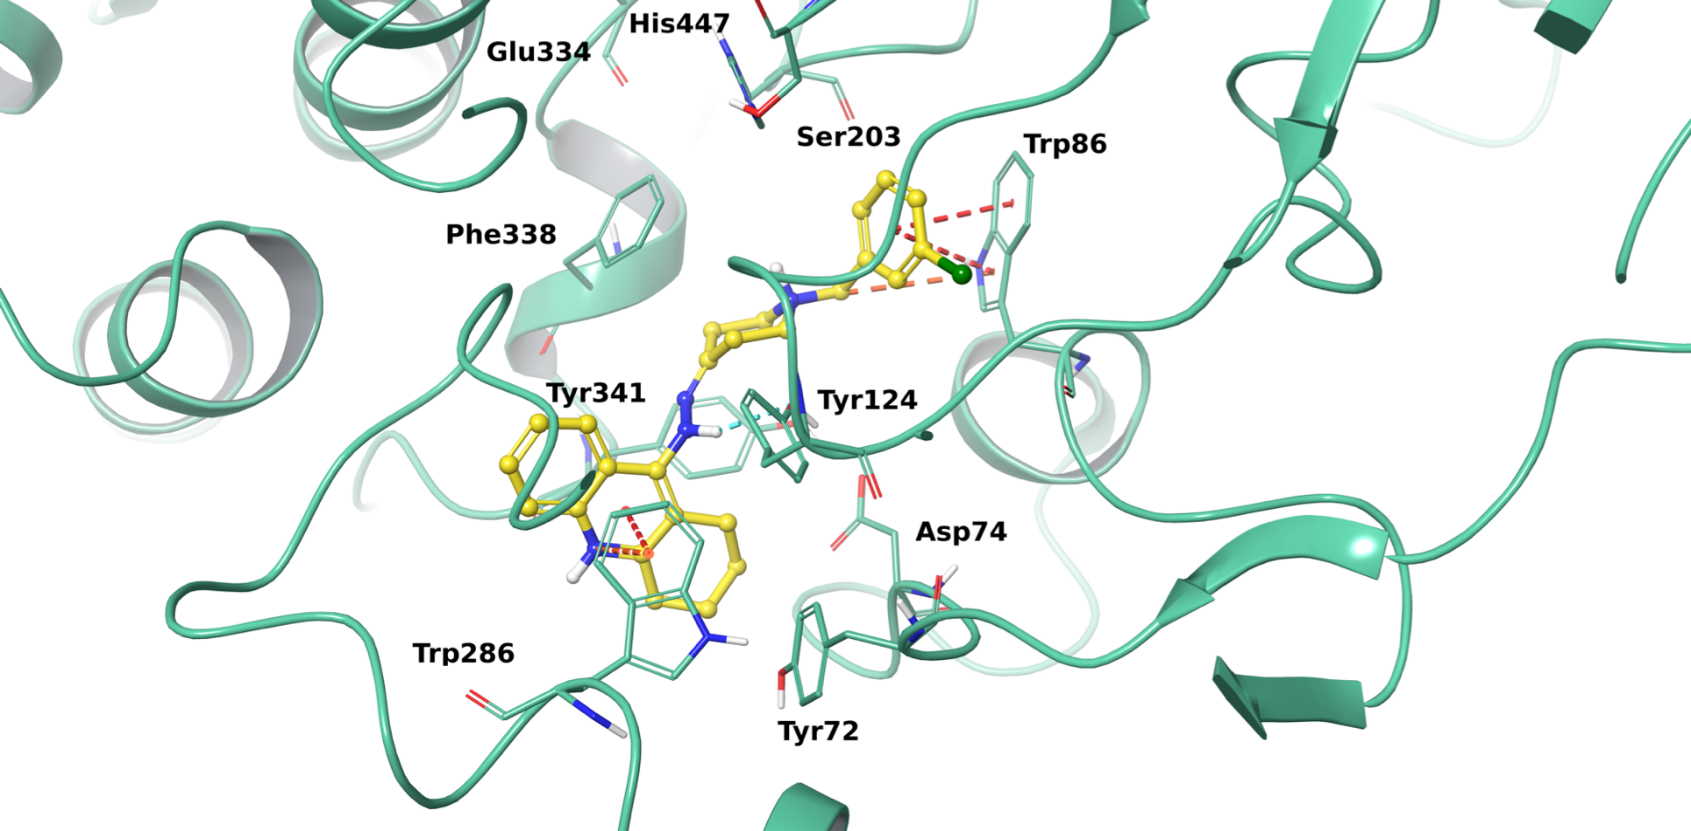 His447
Glu334
Ser203
Trp86
Phe338
Tyr341
Tyr124
Asp74
Trp286
Tyr72